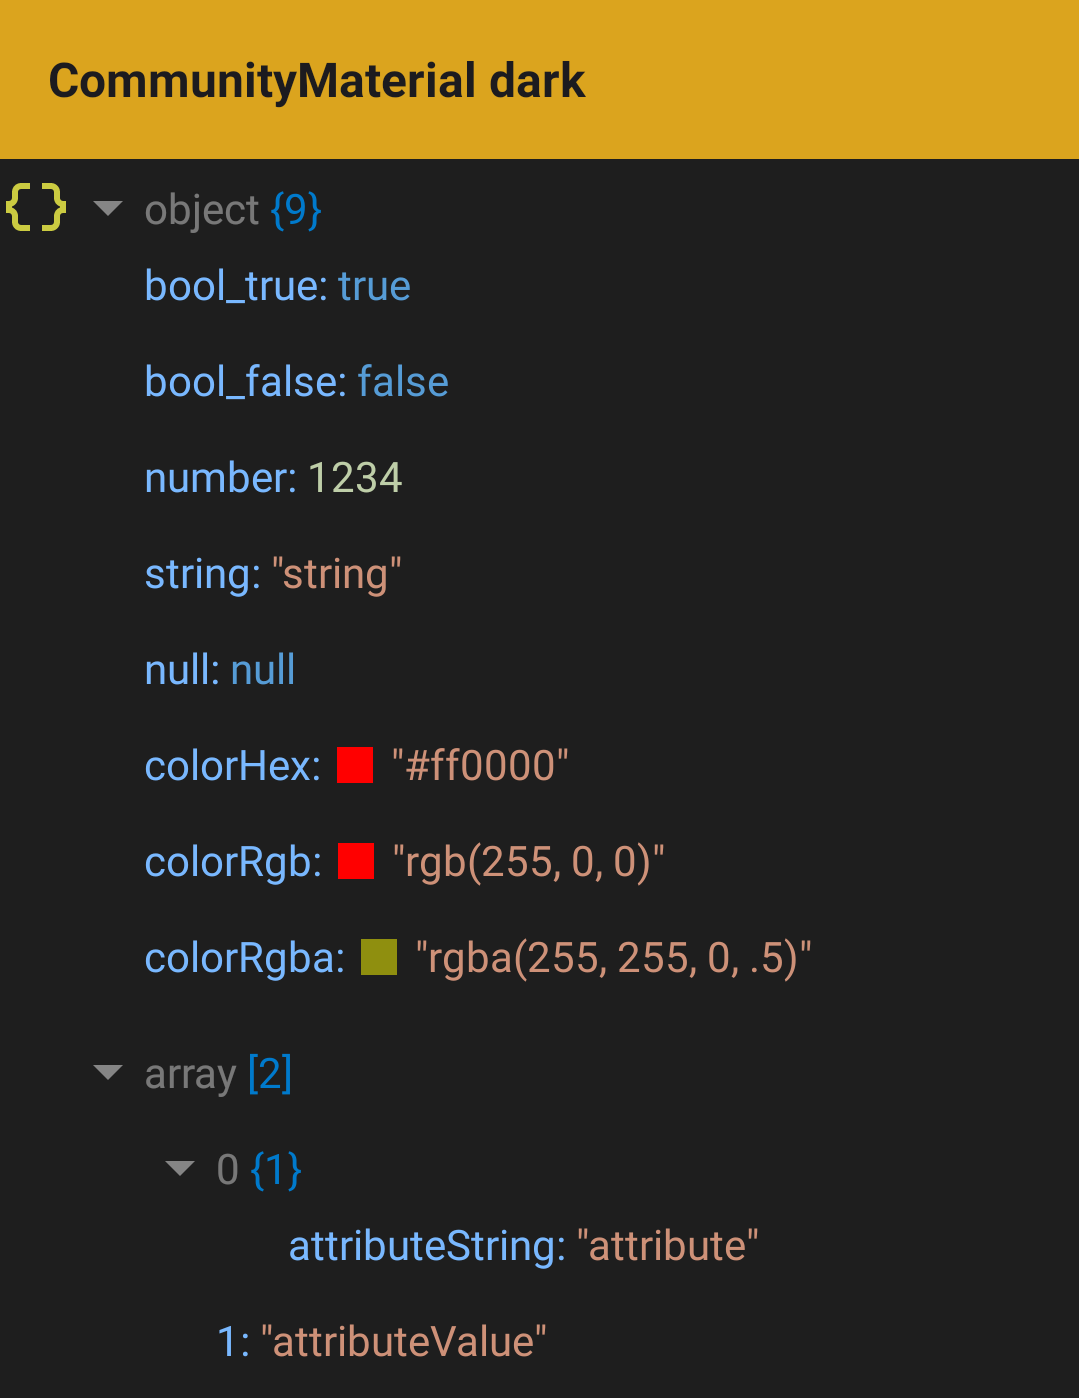 CommunityMaterial dark
{} object {9}
bool_true: true
bool_false: false
number: 1234
string: "string"
null: null
colorHex: "#ff0000"
colorRgb: "rgb(255, 0, 0)"
colorRgba: "rgba(255, 255, 0, .5)"
array [2]
0 {1}
attributeString: "attribute"
1: "attributeValue"